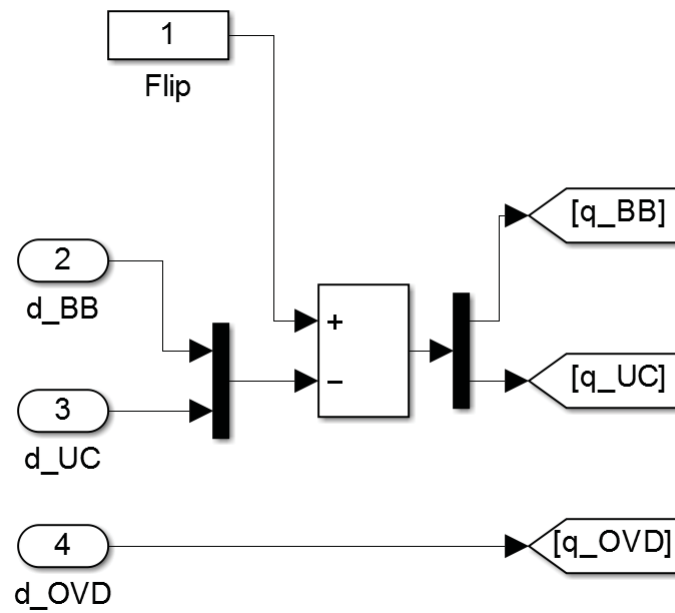 1
Flip
[q_BB]
2
d_BB
+
−
[q_UC]
3
d_UC
[q_OVD]
4
d_OVD